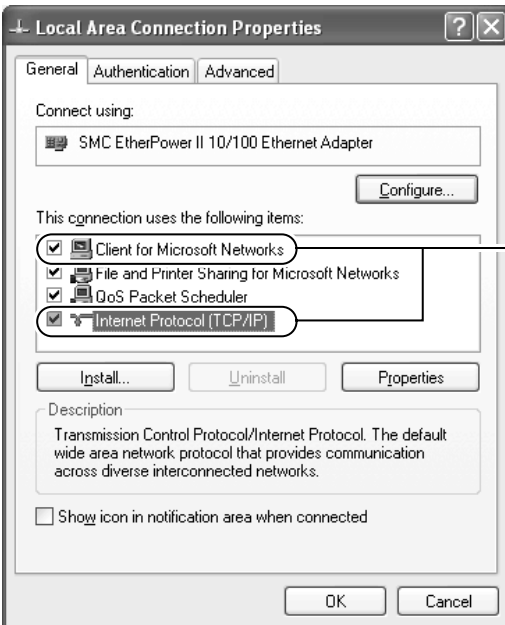 Local Area Connection Properties
General Authentication Advanced
Connect using:
SMC EtherPower II 10/100 Ethernet Adapter
Configure...
This connection uses the following items:
Client for Microsoft Networks
File and Printer Sharing for Microsoft Networks
QoS Packet Scheduler
Internet Protocol (TCP/IP)
Install... Uninstall Properties
Description
Transmission Control Protocol/Internet Protocol. The default
wide area network protocol that provides communication
across diverse interconnected networks.
Show icon in notification area when connected
OK Cancel